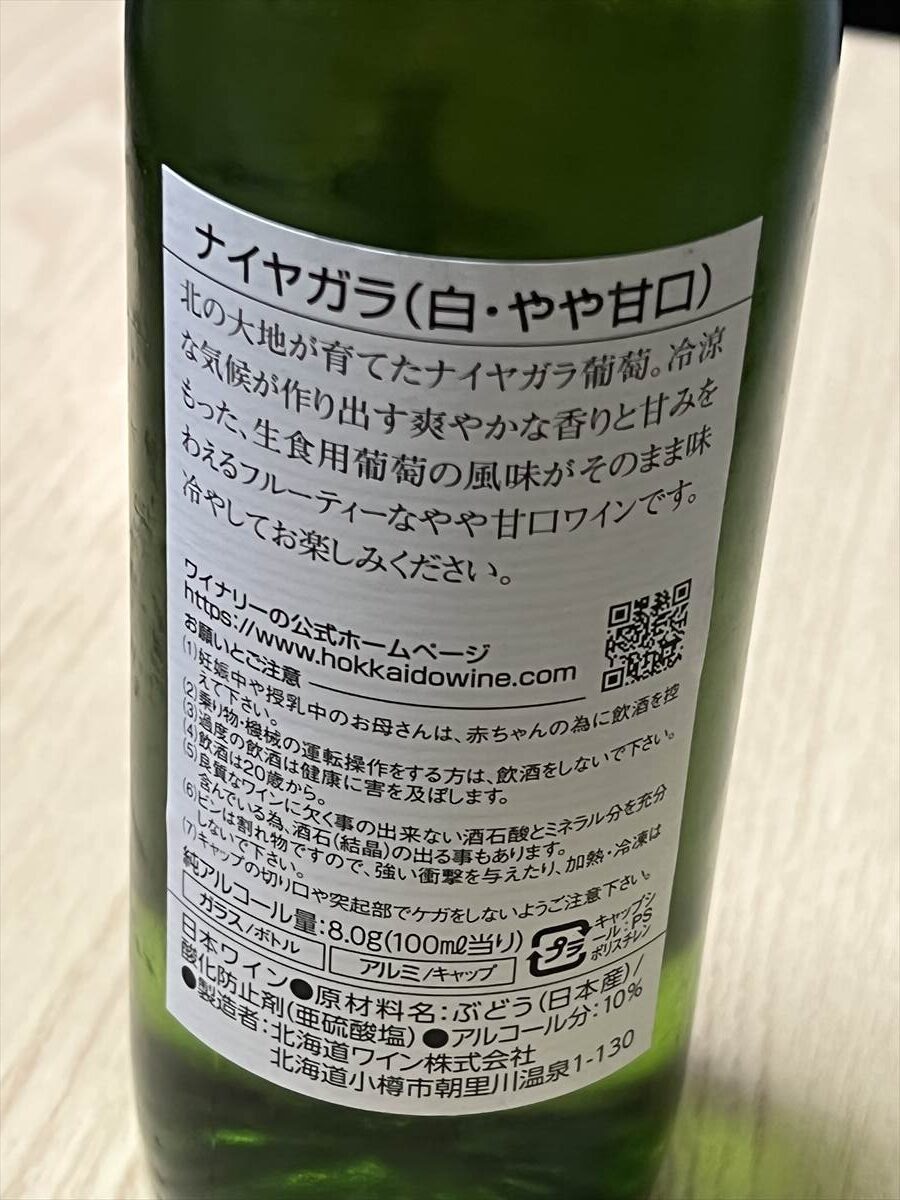 ナイヤガラ(白・やや甘口)
北の大地が育てたナイヤガラ葡萄。冷涼
な気候が作り出す爽やかな香りと甘みを
もった、生食用葡萄の風味がそのまま味
わえるフルーティーなやや甘口ワインです。
冷やしてお楽しみください。
ワイナリーの公式ホームページ
https://www.hokkaidowine.com
お願いとご注意
(1)妊娠中や授乳中のお母さんは、赤ちゃんの為に飲酒を控
えて下さい。
(2)乗り物・機械の運転操作をする方は、飲酒をしないで下さい。
(3)過度の飲酒は健康に害を及ぼします。
(4)飲酒は20歳から。
(5)良質なワインに欠く事の出来ない酒石酸とミネラル分を充分
含んでいる為、酒石(結晶)の出る事もあります。
(6)ビンは割れ物ですので、強い衝撃を与えたり、加熱・冷凍は
しないで下さい。
(7)キャップの切り口や突起部でケガをしないようご注意下さい。
純アルコール量:8.0g(100mℓ当り)
ガラス/ボトル
アルミ/キャップ
プラ
キャップシ
ール:PS
ポリスチレン
日本ワイン●原材料名:ぶどう(日本産)/
酸化防止剤(亜硫酸塩)●アルコール分:10%
●製造者:北海道ワイン株式会社
北海道小樽市朝里川温泉1-130